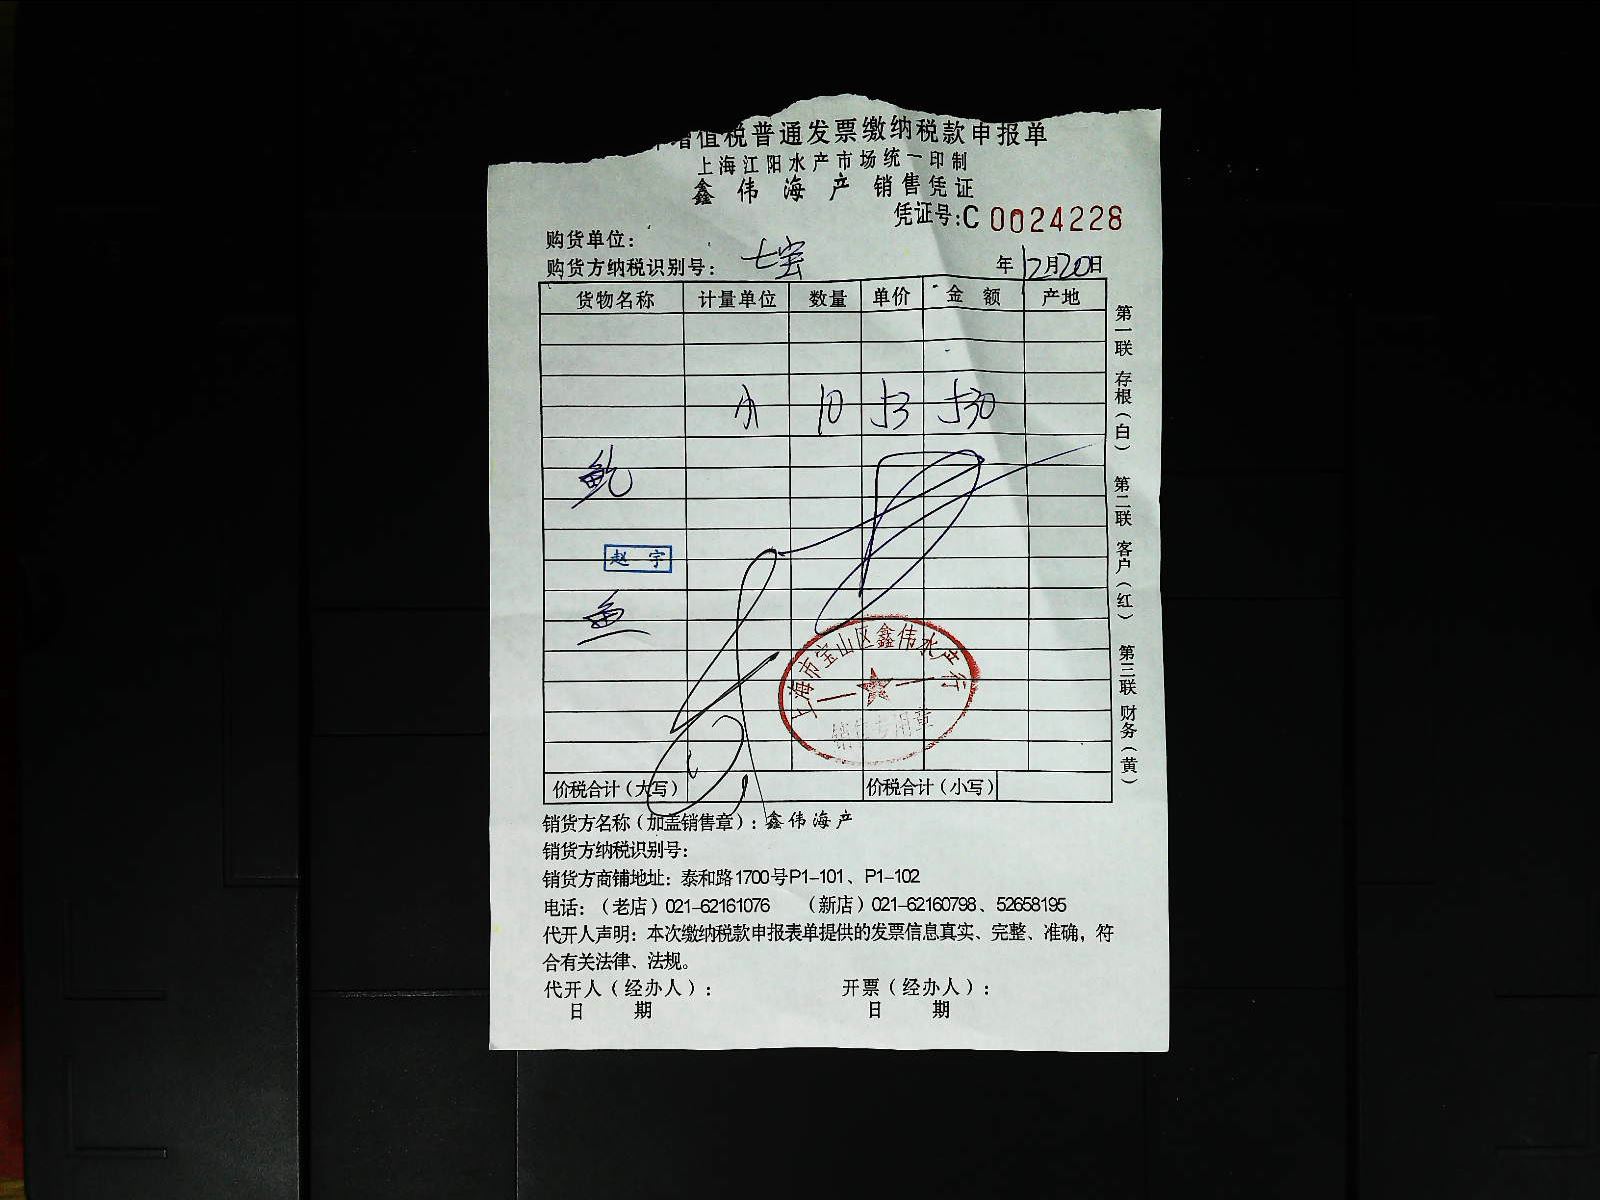 增值税普通发票缴纳税款申报单
上海江阳水产市场统一印制
鑫伟海产 销售凭证
凭证号:C 0024228
购货单位：
购货方纳税识别号： 七宝 年12月20日
货物名称 计量单位 数量 单价 金额 产地
10 53 530
鲍
赵宇
鱼
上海市宝山区鑫伟水产行
销售专用章
价税合计（大写） 价税合计（小写）
销货方名称（加盖销售章）：鑫伟海产
销货方纳税识别号：
销货方商铺地址：泰和路1700号P1-101、P1-102
电话：（老店）021-62161076 （新店）021-62160798、52658195
代开人声明：本次缴纳税款申报表单提供的发票信息真实、完整、准确，符
合有关法律、法规。
代开人（经办人）： 开票（经办人）：
日 期 日 期
第一联 存根（白） 第二联 客户（红） 第三联 财务（黄）